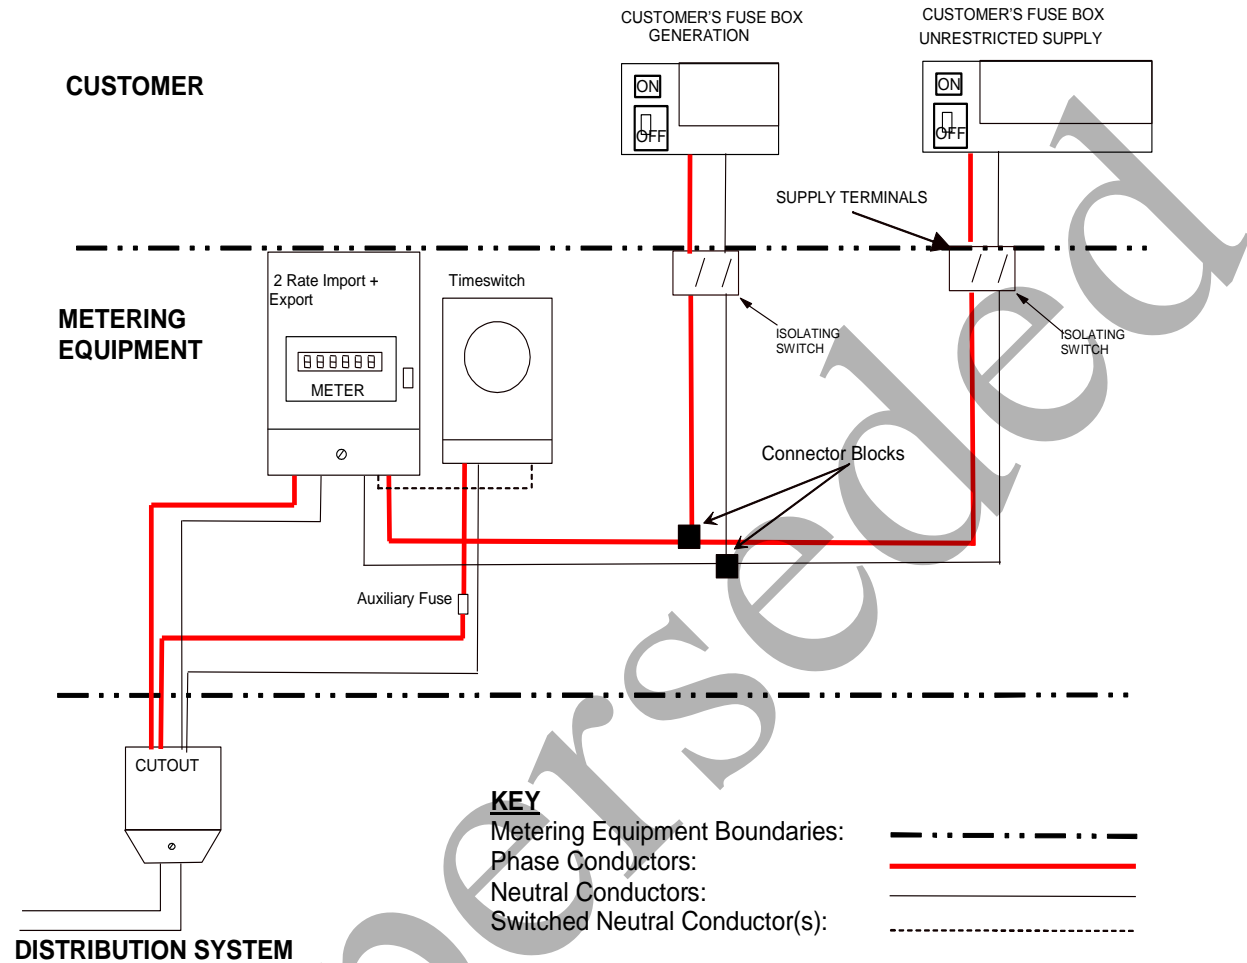 CUSTOMER'S FUSE BOX
GENERATION
CUSTOMER'S FUSE BOX
UNRESTRICTED SUPPLY
CUSTOMER
ON
OFF
ON
OFF
SUPPLY TERMINALS
2 Rate Import +
Export
Timeswitch
METERING
EQUIPMENT
ISOLATING
SWITCH
ISOLATING
SWITCH
METER
Connector Blocks
Auxiliary Fuse
CUTOUT
KEY
Metering Equipment Boundaries:
Phase Conductors:
Neutral Conductors:
Switched Neutral Conductor(s):
DISTRIBUTION SYSTEM
perseded